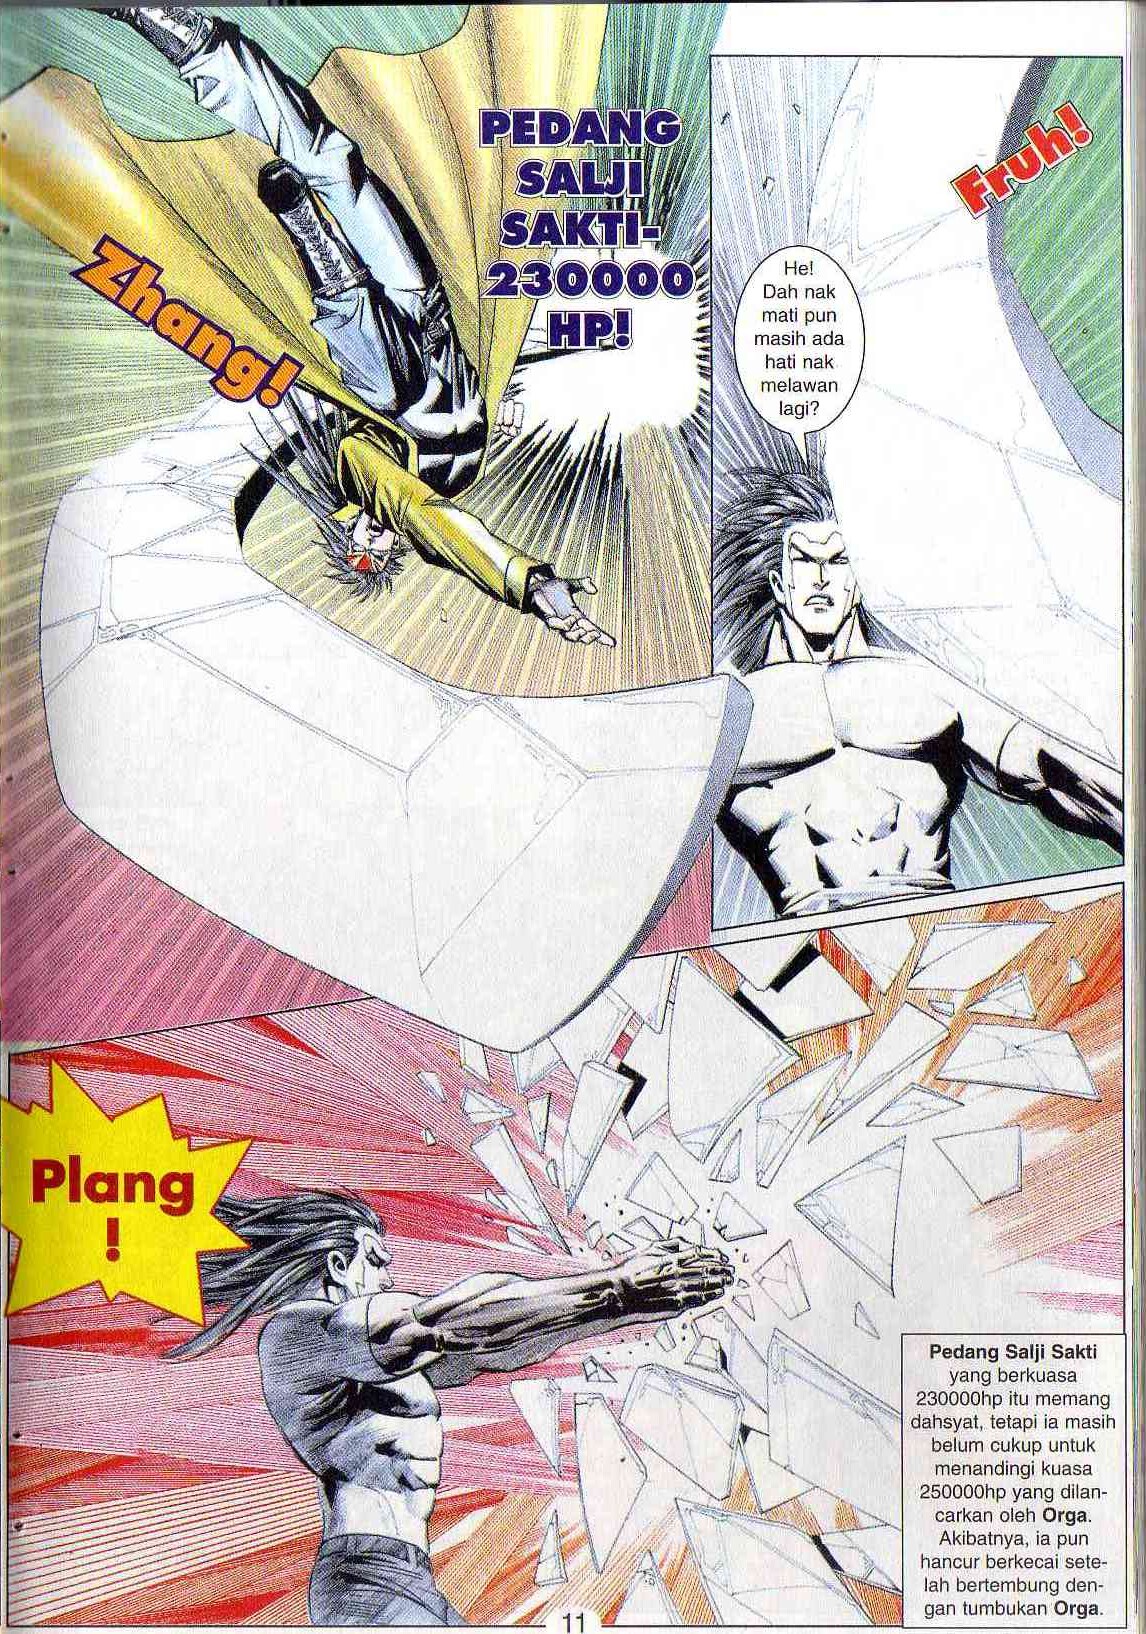 PEDANG
SALJI
SAKTI-
230000
HP!
Zhang!
Fruh!
He!
Dah nak
mati pun
masih ada
hati nak
melawan
lagi?
Plang
!
Pedang Salji Sakti
yang berkuasa
230000hp itu memang
dahsyat, tetapi ia masih
belum cukup untuk
menandingi kuasa
250000hp yang dilan-
carkan oleh Orga.
Akibatnya, ia pun
hancur berkecai sete-
lah bertembung den-
gan tumbukan Orga.
11